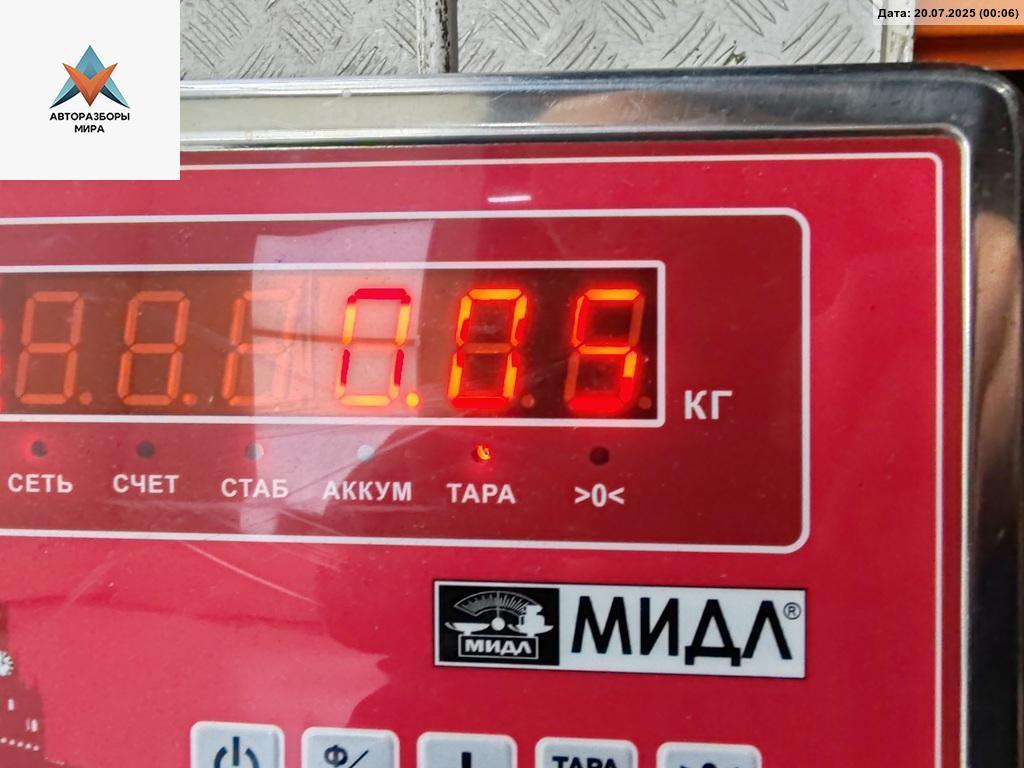 Дата: 20.07.2025 (00:06)
АВТОРАЗБОРЫ
МИРА
0.05
КГ
СЕТЬ СЧЕТ СТАБ АККУМ ТАРА >0<
МИДЛ
МИДЛ®
ТАРА